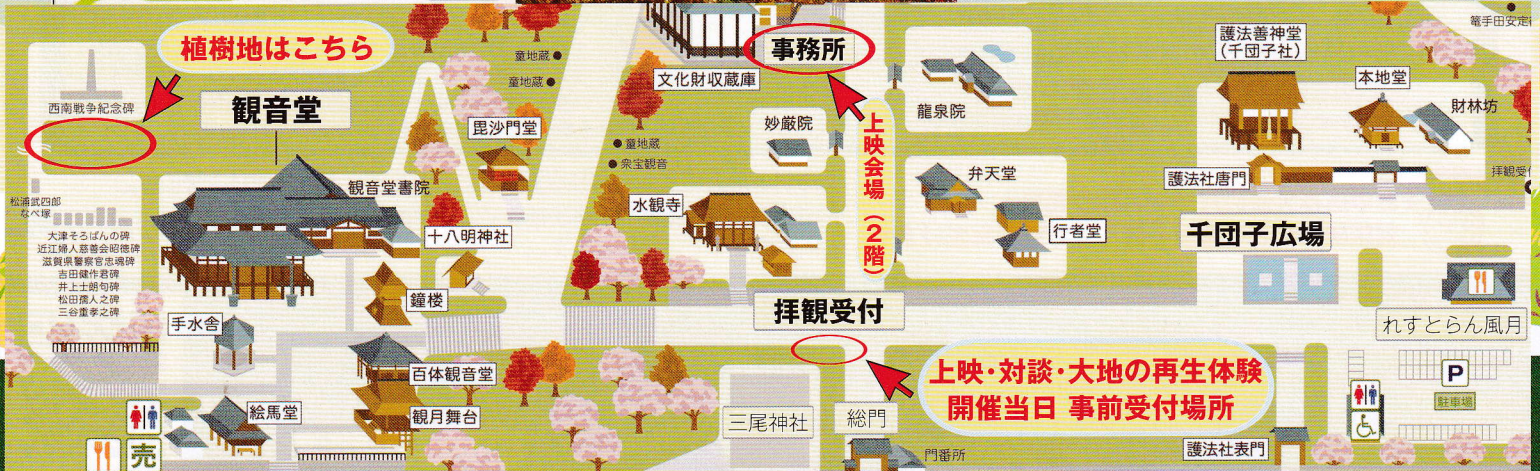 植樹地はこちら
西南戦争紀念碑
観音堂
松浦武四郎
なべ塚
大津そろばんの碑
近江婦人慈善会昭徳碑
滋賀県警察官忠魂碑
吉田健作君碑
井上士朗句碑
松田孺人之碑
三谷重孝之碑
観音堂書院
毘沙門堂
童地蔵
童地蔵
十八明神社
鐘楼
手水舎
百体観音堂
観月舞台
絵馬堂
売
文化財収蔵庫
事務所
童地蔵
衆宝観音
水観寺
妙厳院
上映会場（2階）
龍泉院
弁天堂
行者堂
拝観受付
上映・対談・大地の再生体験
開催当日 事前受付場所
三尾神社
総門
門番所
護法善神堂
（千団子社）
本地堂
財林坊
護法社唐門
千団子広場
れすとらん風月
P
駐車場
護法社表門
籠手田安定
拝観受